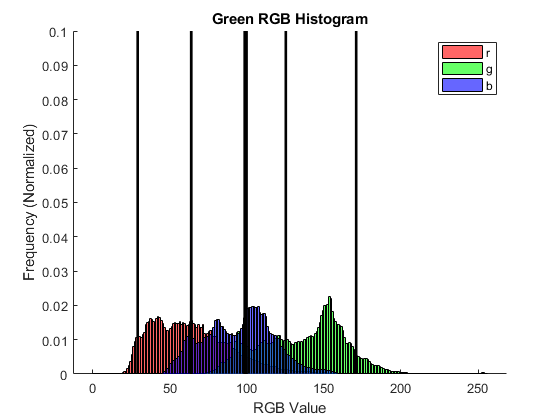 Green RGB Histogram
r
g
b
0.1
0.09
0.08
0.07
0.06
0.05
0.04
0.03
0.02
0.01
0
Frequency (Normalized)
0 50 100 150 200 250
RGB Value